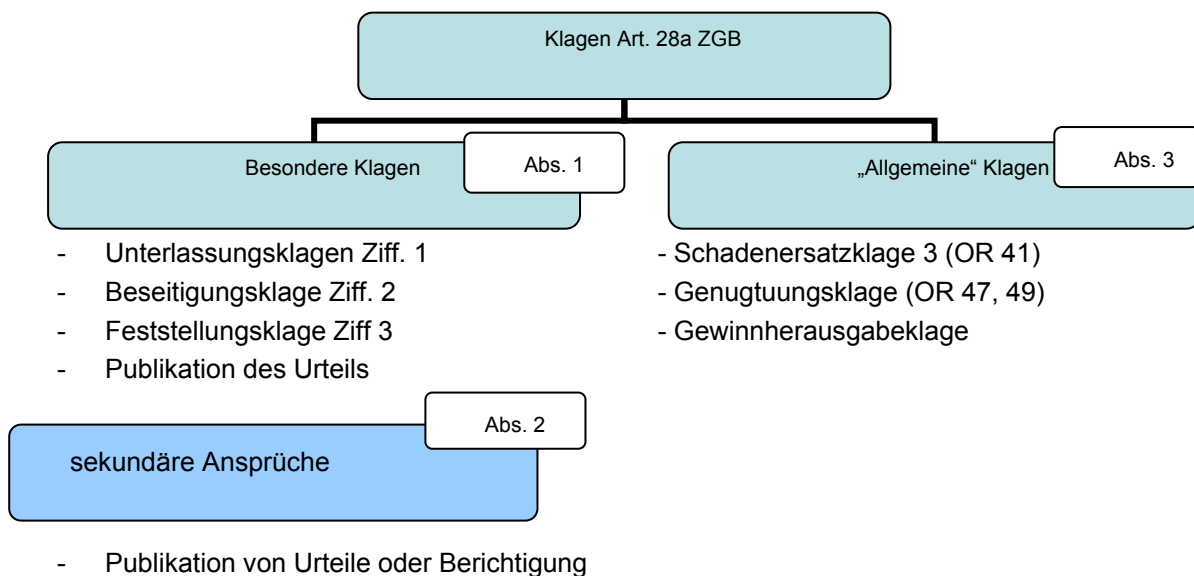 Klagen Art. 28a ZGB
Besondere Klagen
Abs. 1
- Unterlassungsklagen Ziff. 1
- Beseitigungsklage Ziff. 2
- Feststellungsklage Ziff 3
- Publikation des Urteils
„Allgemeine“ Klagen
Abs. 3
- Schadenersatzklage 3 (OR 41)
- Genugtuungsklage (OR 47, 49)
- Gewinnherausgabeklage
Abs. 2
sekundäre Ansprüche
- Publikation von Urteile oder Berichtigung